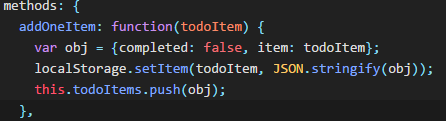 methods: {
addOneItem: function(todoItem) {
var obj = {completed: false, item: todoItem};
localStorage.setItem(todoItem, JSON.stringify(obj));
this.todoItems.push(obj);
},